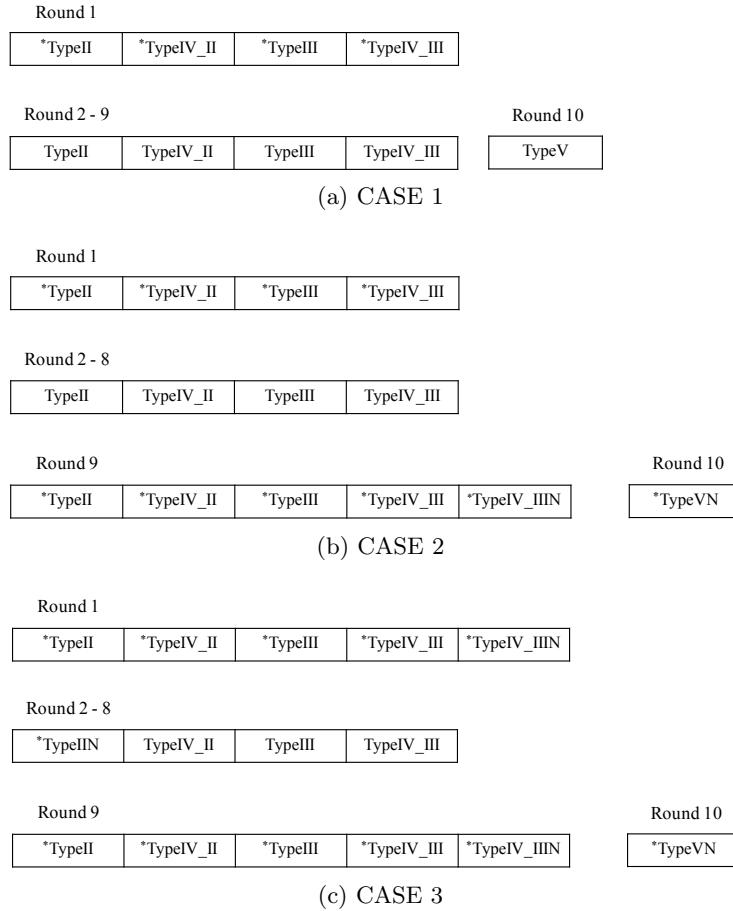 Round 1
*TypeII *TypeIV_II *TypeIII *TypeIV_III
Round 2 - 9 Round 10
TypeII TypeIV_II TypeIII TypeIV_III TypeV
(a) CASE 1
Round 1
*TypeII *TypeIV_II *TypeIII *TypeIV_III
Round 2 - 8
TypeII TypeIV_II TypeIII TypeIV_III
Round 9 Round 10
*TypeII *TypeIV_II *TypeIII *TypeIV_III *TypeIV_IIIN *TypeVN
(b) CASE 2
Round 1
*TypeII *TypeIV_II *TypeIII *TypeIV_III *TypeIV_IIIN
Round 2 - 8
*TypeIIN TypeIV_II TypeIII TypeIV_III
Round 9 Round 10
*TypeII *TypeIV_II *TypeIII *TypeIV_III *TypeIV_IIIN *TypeVN
(c) CASE 3